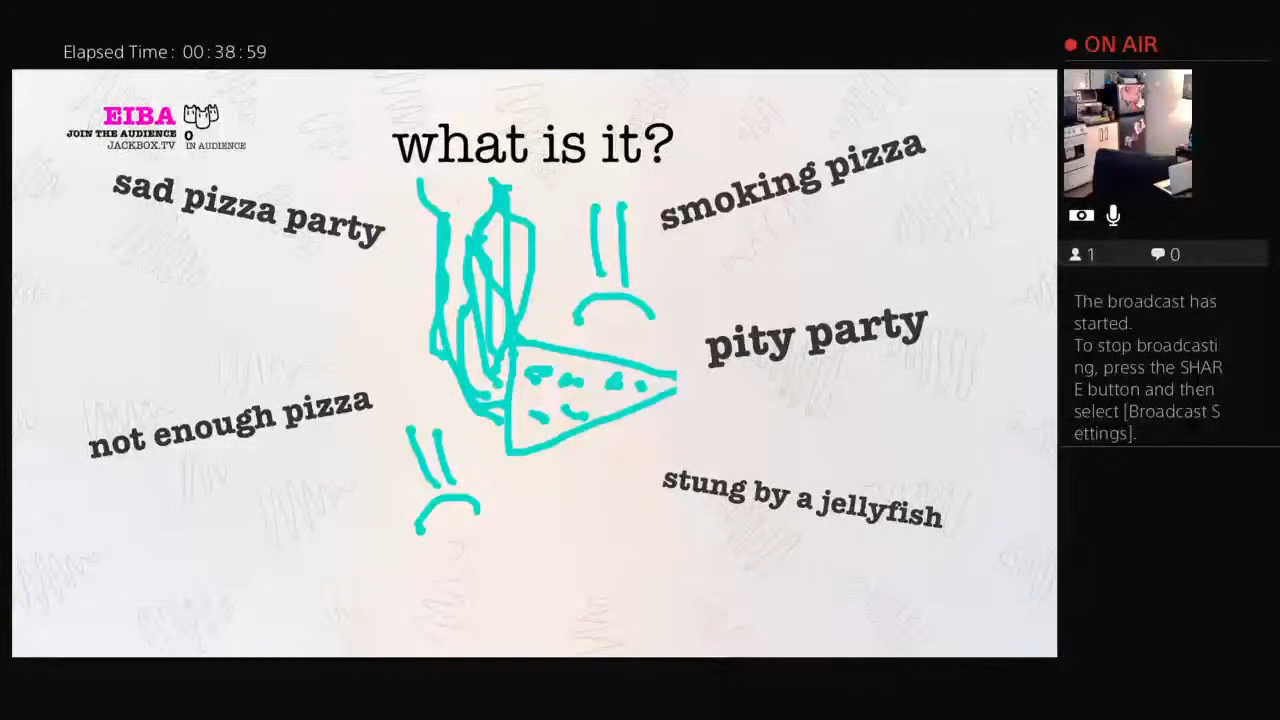 Elapsed Time: 00:38:59
ON AIR
EIBA
JOIN THE AUDIENCE 0
JACKBOX.TV IN AUDIENCE
what is it?
sad pizza party
smoking pizza
pity party
not enough pizza
stung by a jellyfish
1 0
The broadcast has
started.
To stop broadcasti
ng, press the SHAR
E button and then
select [Broadcast S
ettings].